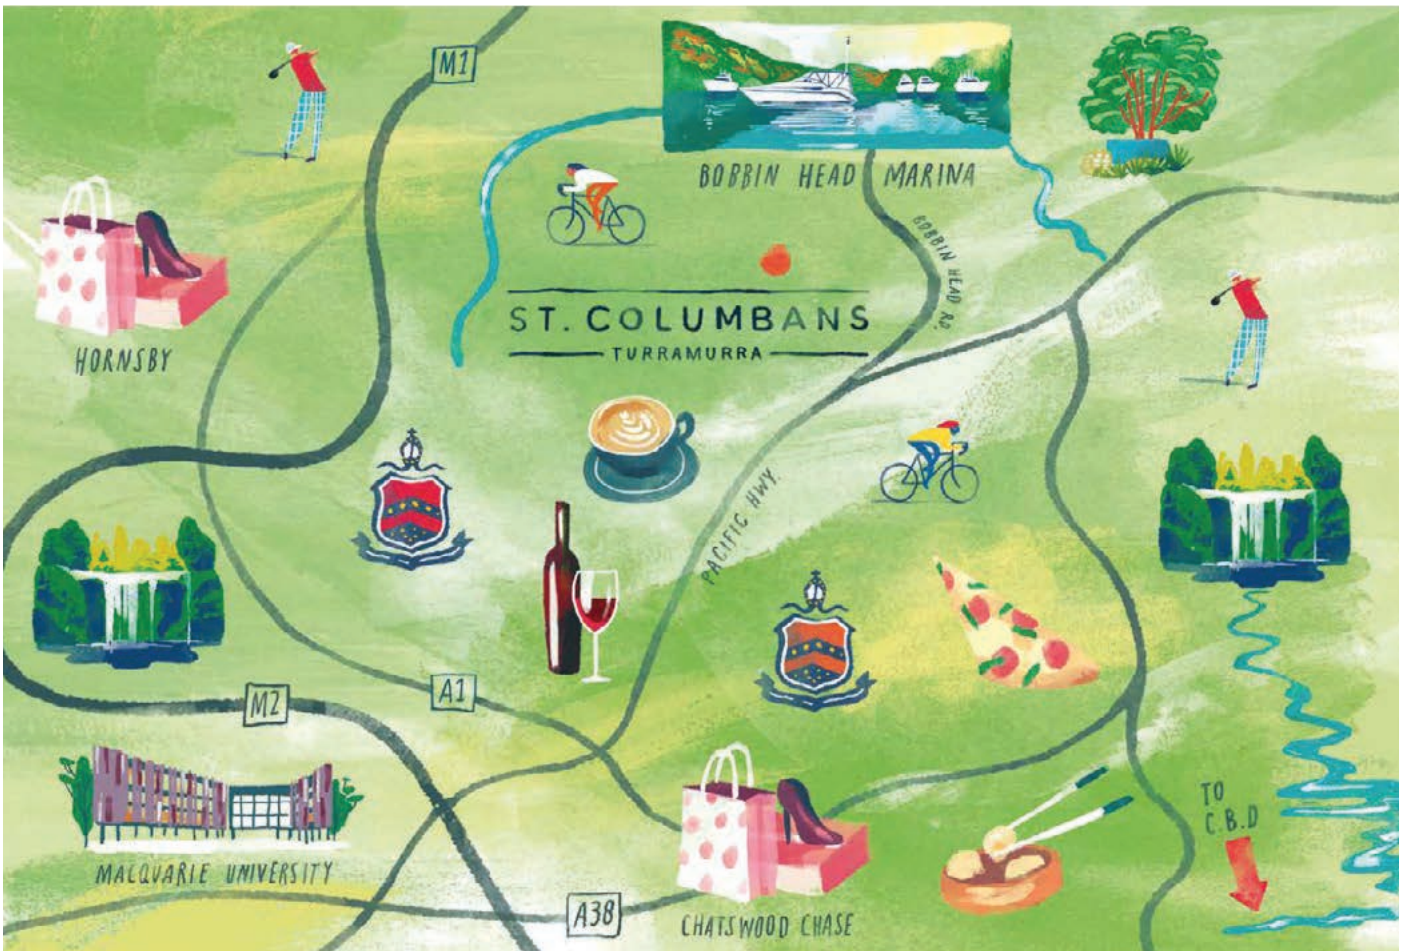 M1
BOBBIN HEAD MARINA
BOBBIN HEAD RD.
ST. COLUMBANS
TURRAMURRA
HORNSBY
PACIFIC HWY.
M2
A1
MACQUARIE UNIVERSITY
TO
C.B.D
A38
CHATSWOOD CHASE